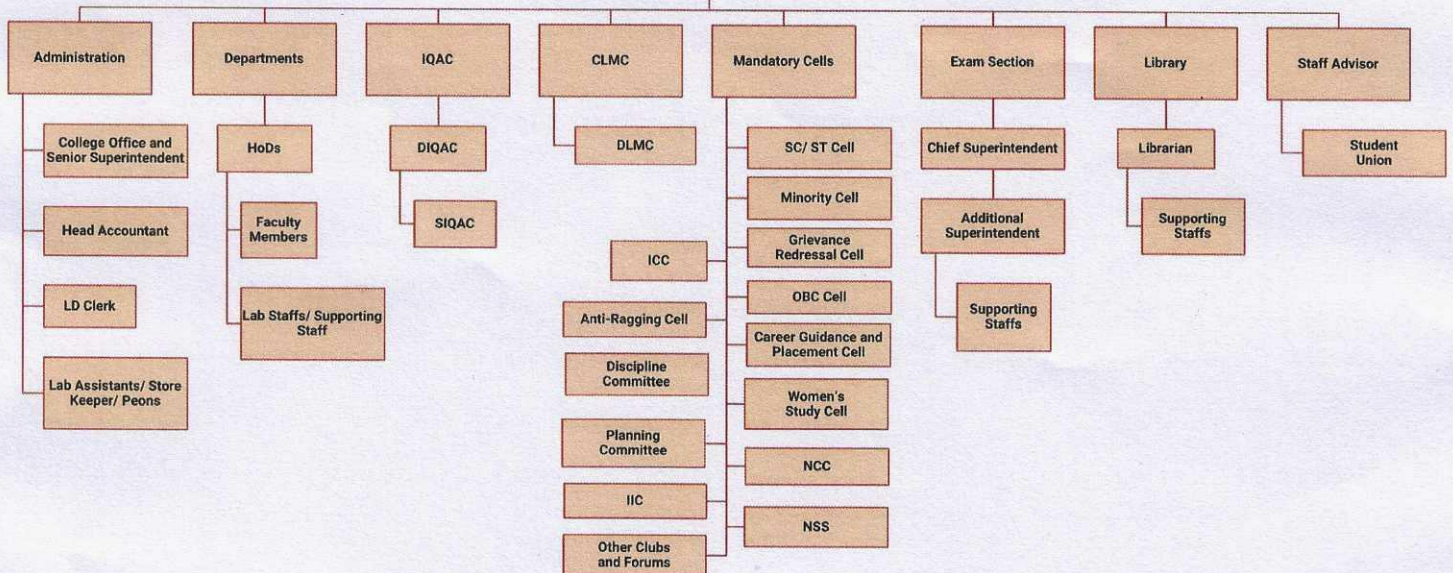 Administration
Departments
IQAC
CLMC
Mandatory Cells
Exam Section
Library
Staff Advisor
College Office and
Senior Superintendent
Head Accountant
LD Clerk
Lab Assistants/ Store
Keeper/ Peons
HoDs
Faculty
Members
Lab Staffs/ Supporting
Staff
DIQAC
SIQAC
DLMC
SC/ ST Cell
Minority Cell
Grievance
Redressal Cell
ICC
OBC Cell
Anti-Ragging Cell
Career Guidance and
Placement Cell
Discipline
Committee
Women's
Study Cell
Planning
Committee
NCC
IIC
NSS
Other Clubs
and Forums
Chief Superintendent
Additional
Superintendent
Supporting
Staffs
Librarian
Supporting
Staffs
Student
Union